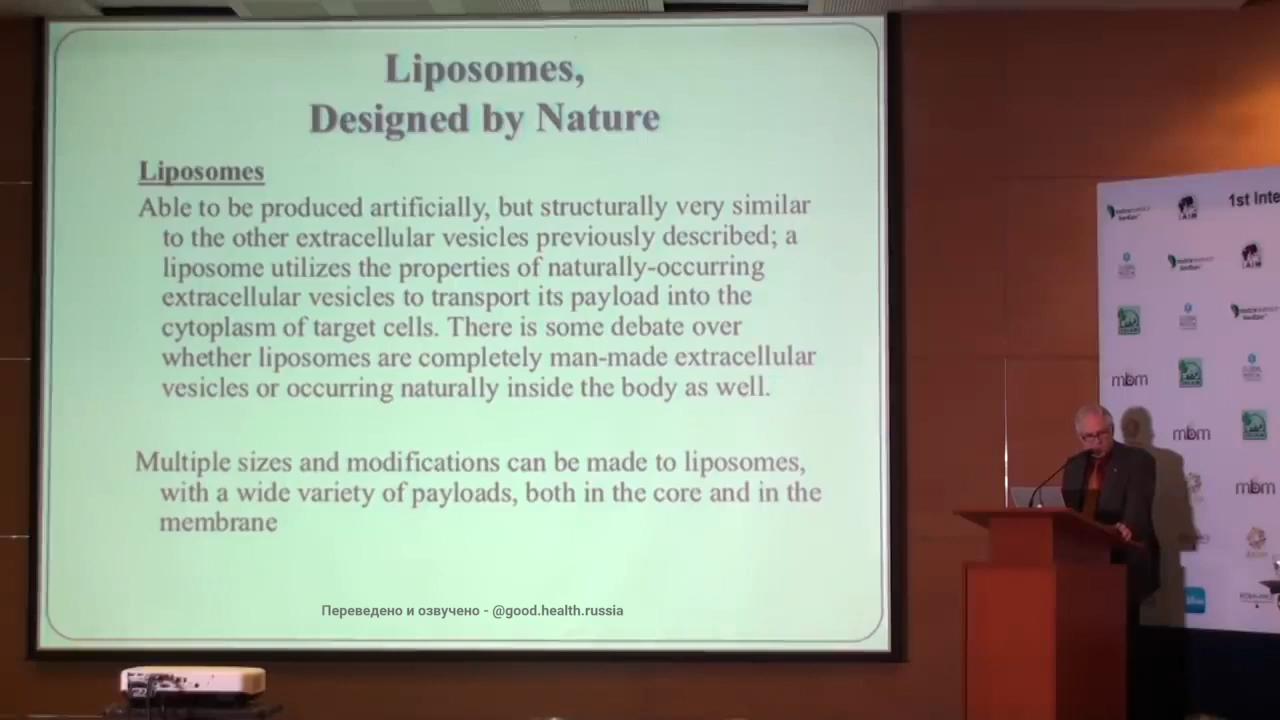 Liposomes,
Designed by Nature
Liposomes
Able to be produced artificially, but structurally very similar
to the other extracellular vesicles previously described; a
liposome utilizes the properties of naturally-occurring
extracellular vesicles to transport its payload into the
cytoplasm of target cells. There is some debate over
whether liposomes are completely man-made extracellular
vesicles or occurring naturally inside the body as well.
Multiple sizes and modifications can be made to liposomes,
with a wide variety of payloads, both in the core and in the
membrane
Переведено и озвучено - @good.health.russia
1st Inte
mbm
mbm
mbm